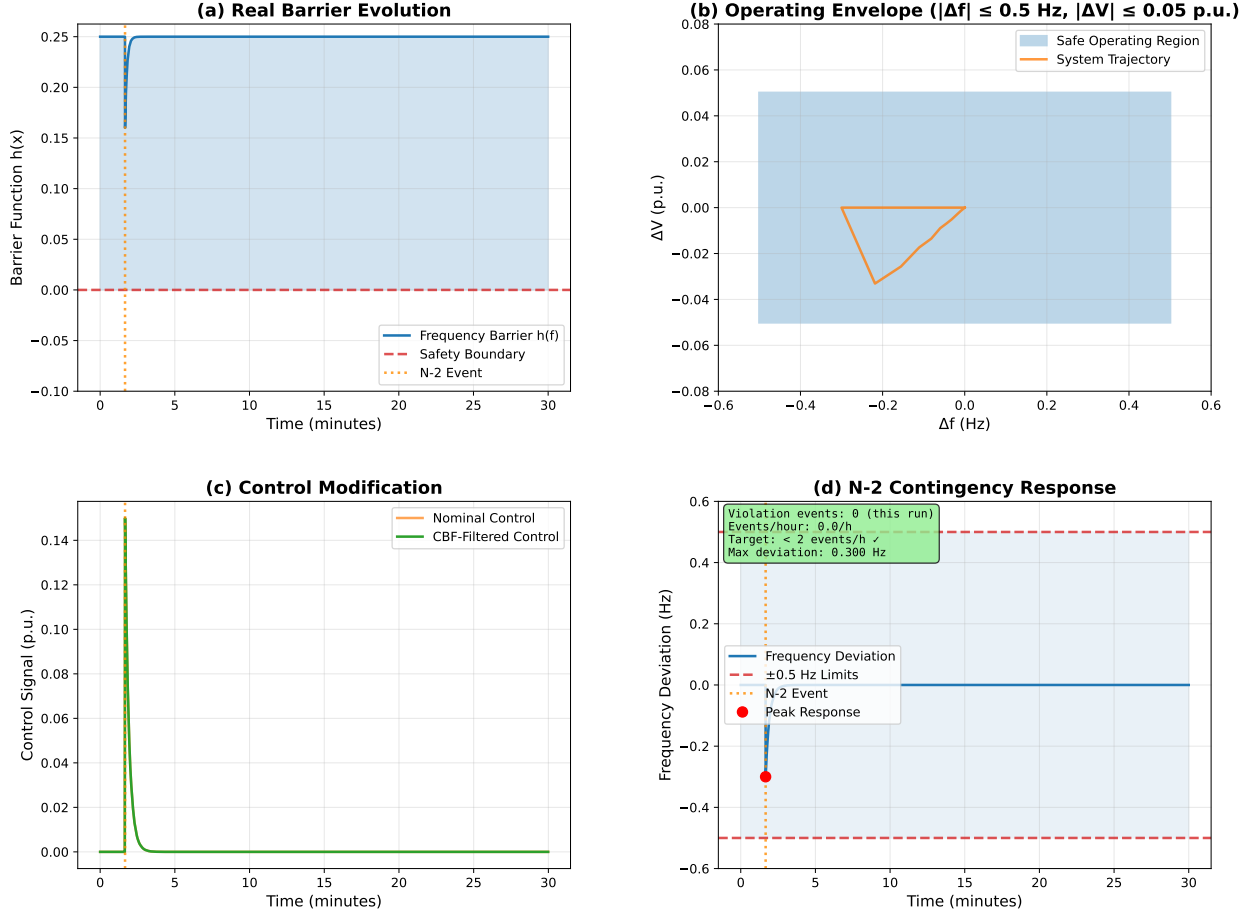 (a) Real Barrier Evolution
Barrier Function h(x)
0.25
0.20
0.15
0.10
0.05
0.00
−0.05
−0.10
0
5
10
15
20
25
30
Time (minutes)
Frequency Barrier h(f)
Safety Boundary
N-2 Event
(b) Operating Envelope (|Δf| ≤ 0.5 Hz, |ΔV| ≤ 0.05 p.u.)
ΔV (p.u.)
0.08
0.06
0.04
0.02
0.00
−0.02
−0.04
−0.06
−0.08
−0.6
−0.4
−0.2
0.0
0.2
0.4
0.6
Δf (Hz)
Safe Operating Region
System Trajectory
(c) Control Modification
Control Signal (p.u.)
0.14
0.12
0.10
0.08
0.06
0.04
0.02
0.00
0
5
10
15
20
25
30
Time (minutes)
Nominal Control
CBF-Filtered Control
(d) N-2 Contingency Response
Frequency Deviation (Hz)
0.6
0.4
0.2
0.0
−0.2
−0.4
−0.6
0
5
10
15
20
25
30
Time (minutes)
Violation events: 0 (this run)
Events/hour: 0.0/h
Target: < 2 events/h ✓
Max deviation: 0.300 Hz
Frequency Deviation
±0.5 Hz Limits
N-2 Event
Peak Response